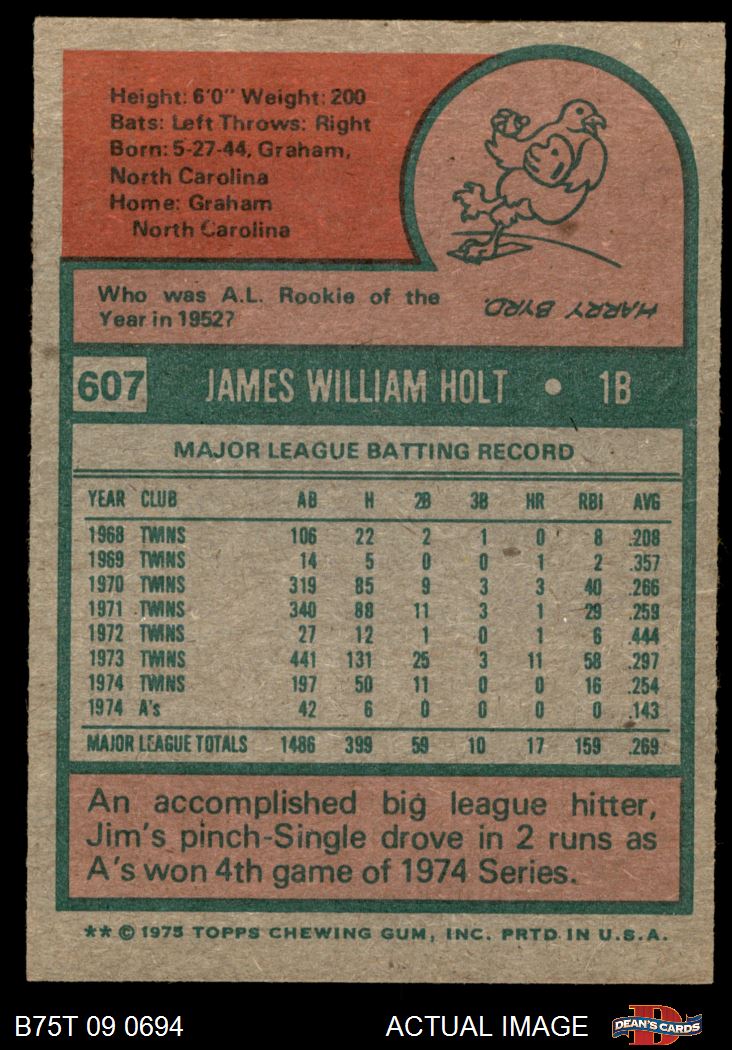 Height: 6'0" Weight: 200
Bats: Left Throws: Right
Born: 5-27-44, Graham,
North Carolina
Home: Graham
North Carolina
Who was A.L. Rookie of the
Year in 1952?
HARRY BYRD.
607 JAMES WILLIAM HOLT • 1B
MAJOR LEAGUE BATTING RECORD
YEAR CLUB AB H 2B 3B HR RBI AVG
1968 TWINS 106 22 2 1 0 8 .208
1969 TWINS 14 5 0 0 1 2 .357
1970 TWINS 319 85 9 3 3 40 .266
1971 TWINS 340 88 11 3 1 29 .259
1972 TWINS 27 12 1 0 1 6 .444
1973 TWINS 441 131 25 3 11 58 .297
1974 TWINS 197 50 11 0 0 16 .254
1974 A's 42 6 0 0 0 0 .143
MAJOR LEAGUE TOTALS 1486 399 59 10 17 159 .269
An accomplished big league hitter,
Jim's pinch-Single drove in 2 runs as
A's won 4th game of 1974 Series.
** © 1975 TOPPS CHEWING GUM, INC. PRTD. IN U.S.A.
B75T 09 0694 ACTUAL IMAGE D DEAN'S CARDS